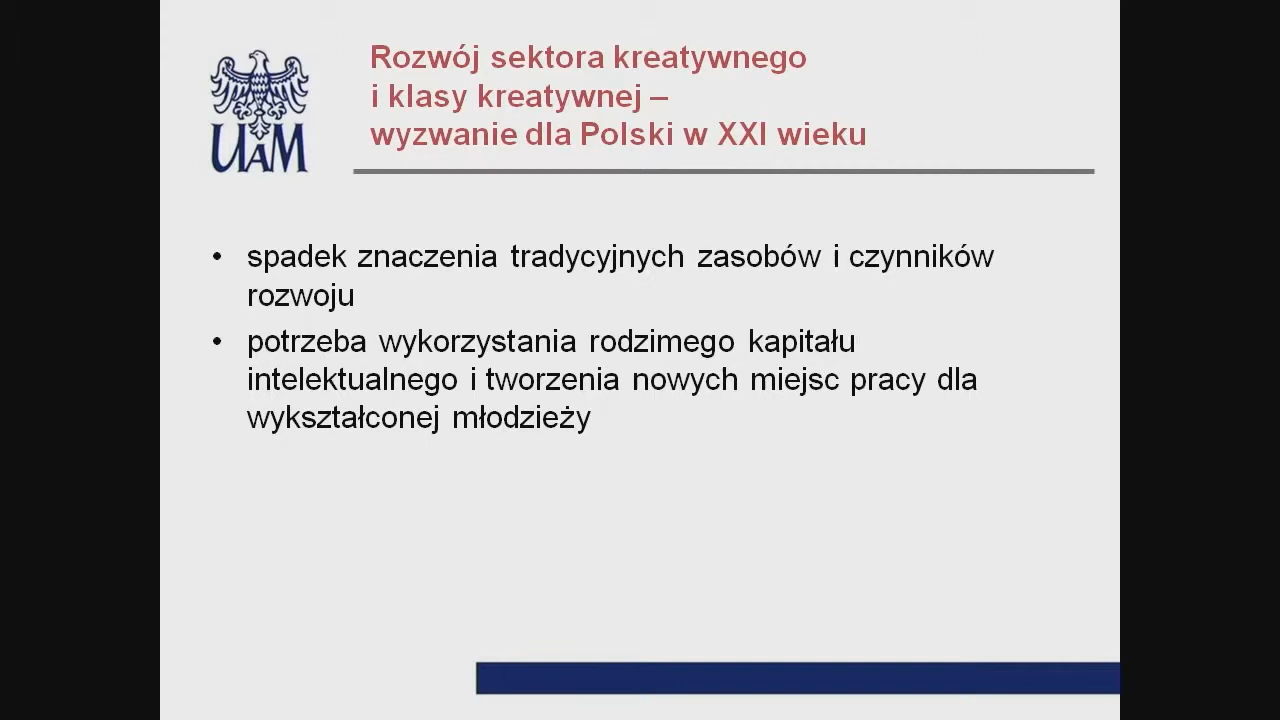 UAM
Rozwój sektora kreatywnego
i klasy kreatywnej –
wyzwanie dla Polski w XXI wieku
• spadek znaczenia tradycyjnych zasobów i czynników
rozwoju
• potrzeba wykorzystania rodzimego kapitału
intelektualnego i tworzenia nowych miejsc pracy dla
wykształconej młodzieży